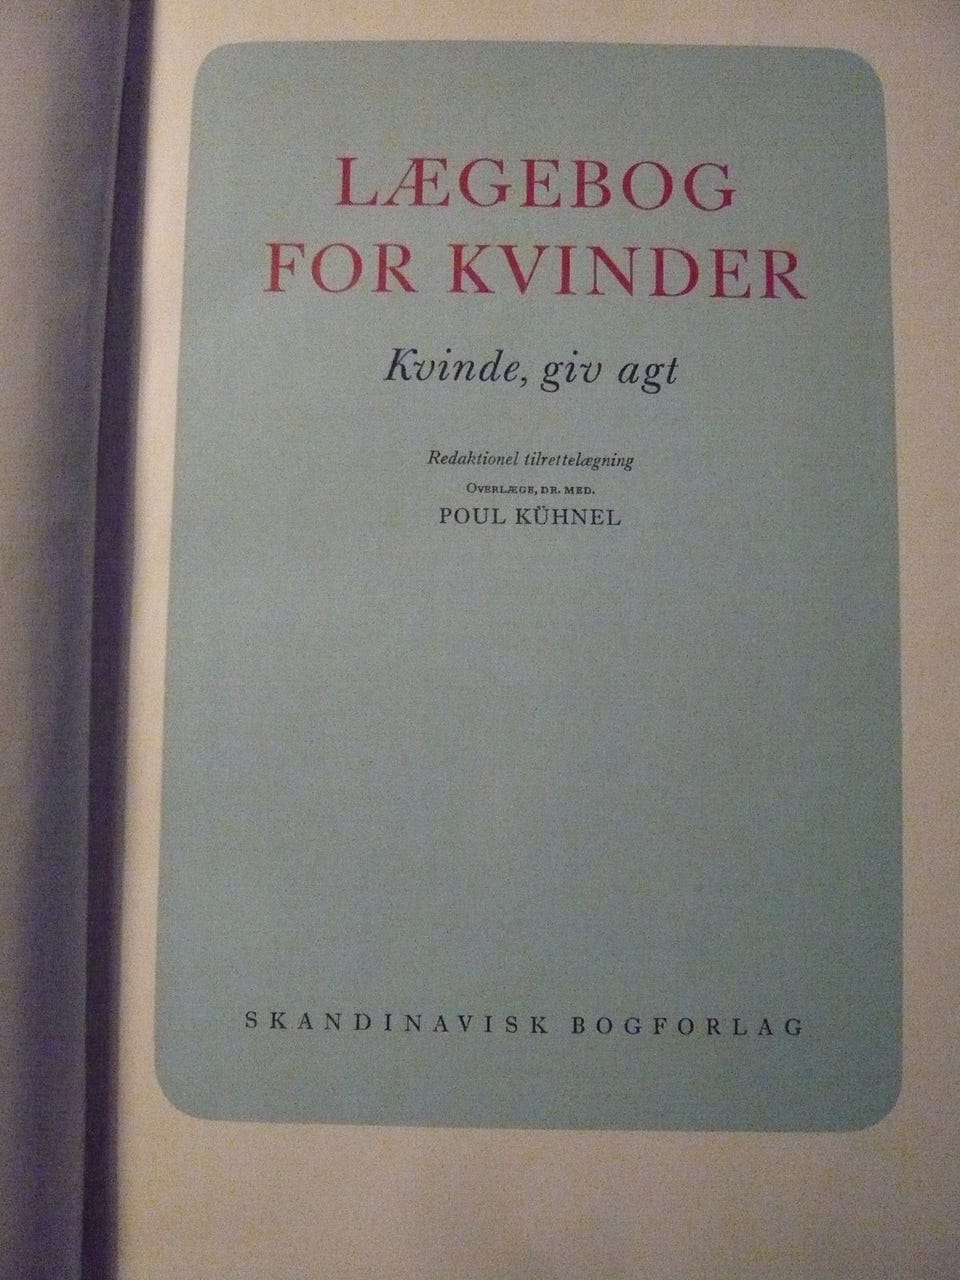 LÆGEBOG
FOR KVINDER
Kvinde, giv agt
Redaktionel tilrettelægning
OVERLÆGE, DR. MED.
POUL KÜHNEL
SKANDINAVISK BOGFORLAG